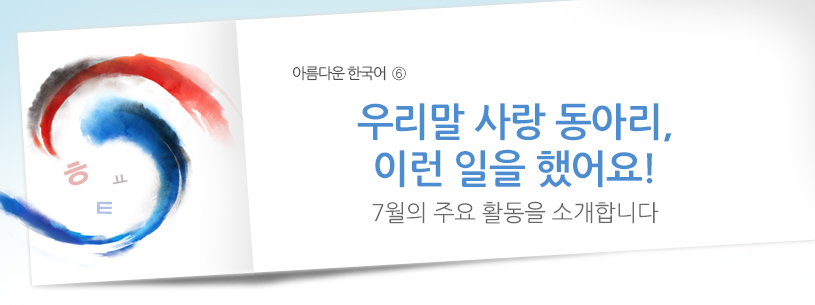 아름다운 한국어 ⑥
우리말 사랑 동아리,
이런 일을 했어요!
7월의 주요 활동을 소개합니다
ㅎ
ㅛ
ㅌ